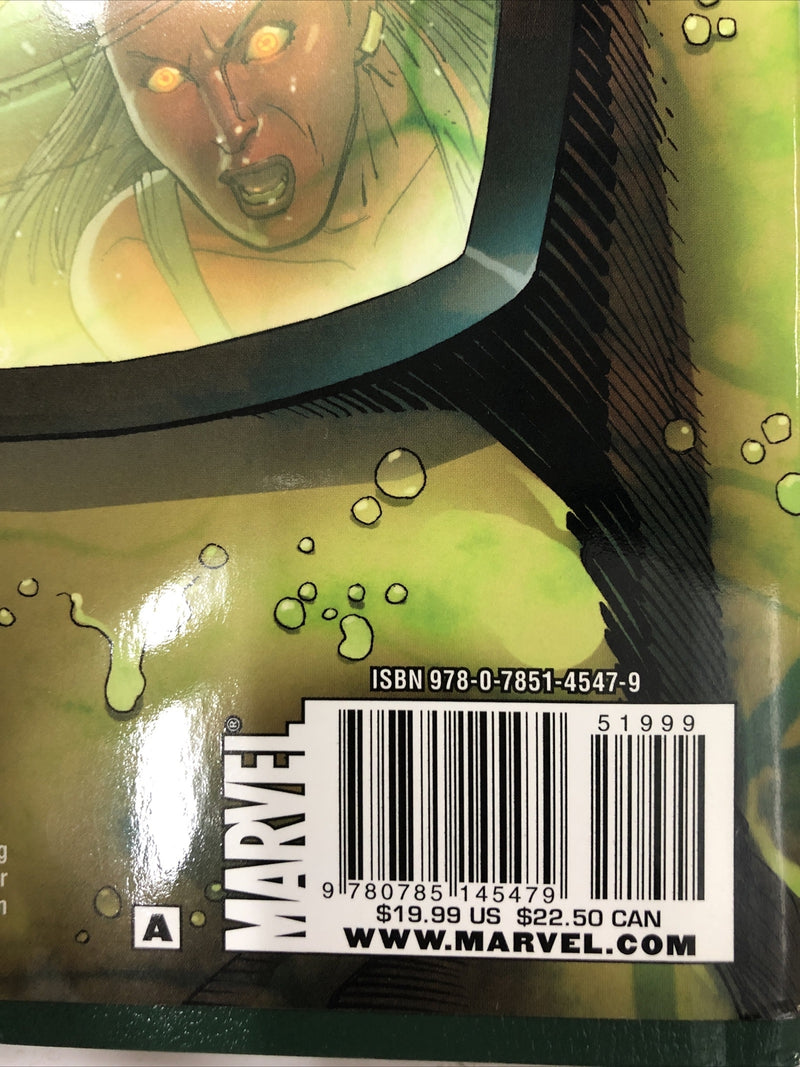 ISBN 978-0-7851-4547-9
51999
MARVEL®
9 780785 145479
$19.99 US $22.50 CAN
WWW.MARVEL.COM
A
g
r